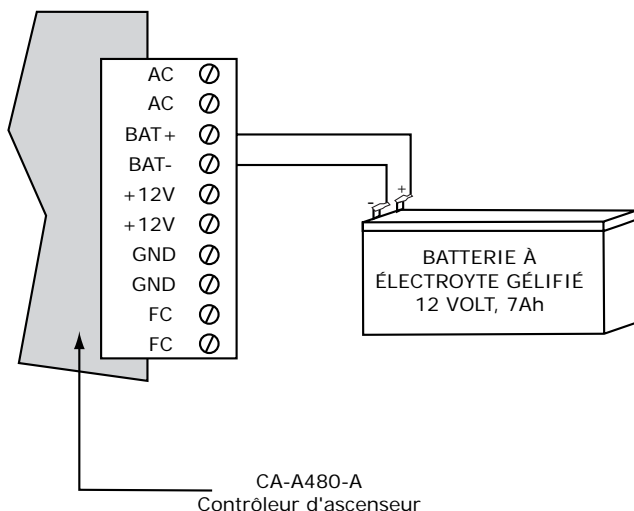 AC
AC
BAT+
BAT-
+12V
+12V
GND
GND
FC
FC
- +
BATTERIE À
ÉLECTROYTE GÉLIFIÉ
12 VOLT, 7Ah
CA-A480-A
Contrôleur d'ascenseur